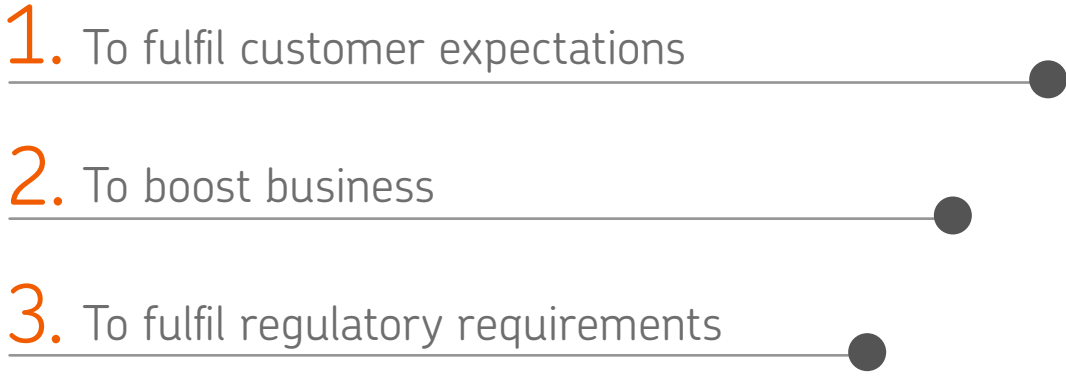 1. To fulfil customer expectations
2. To boost business
3. To fulfil regulatory requirements